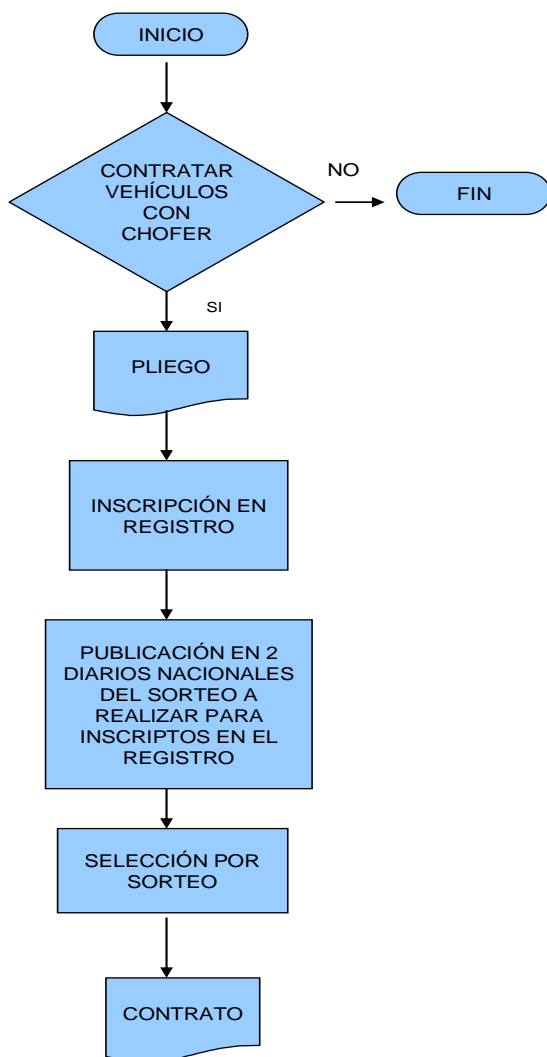 INICIO
CONTRATAR
VEHÍCULOS
CON
CHOFER
NO
FIN
SI
PLIEGO
INSCRIPCIÓN EN
REGISTRO
PUBLICACIÓN EN 2
DIARIOS NACIONALES
DEL SORTEO A
REALIZAR PARA
INSCRIPTOS EN EL
REGISTRO
SELECCIÓN POR
SORTEO
CONTRATO